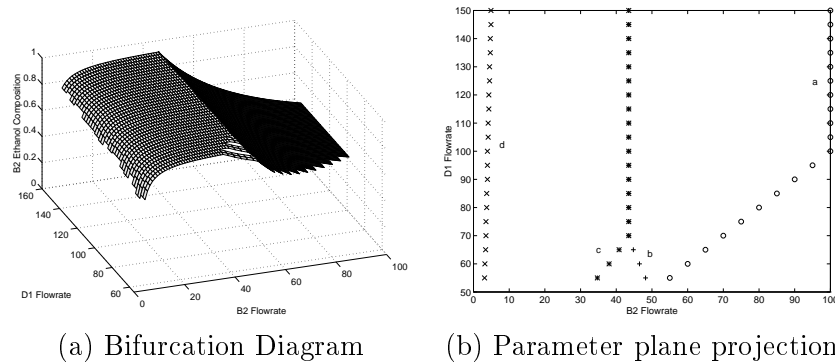 1
0.8
0.6
0.4
0.2
0
B2 Ethanol Composition
160
140
120
100
80
60
D1 Flowrate
0
20
40
60
80
100
B2 Flowrate
(a) Bifurcation Diagram
150
140
130
120
110
100
90
80
70
60
50
D1 Flowrate
a
d
c
b
0 10 20 30 40 50 60 70 80 90 100
B2 Flowrate
(b) Parameter plane projection